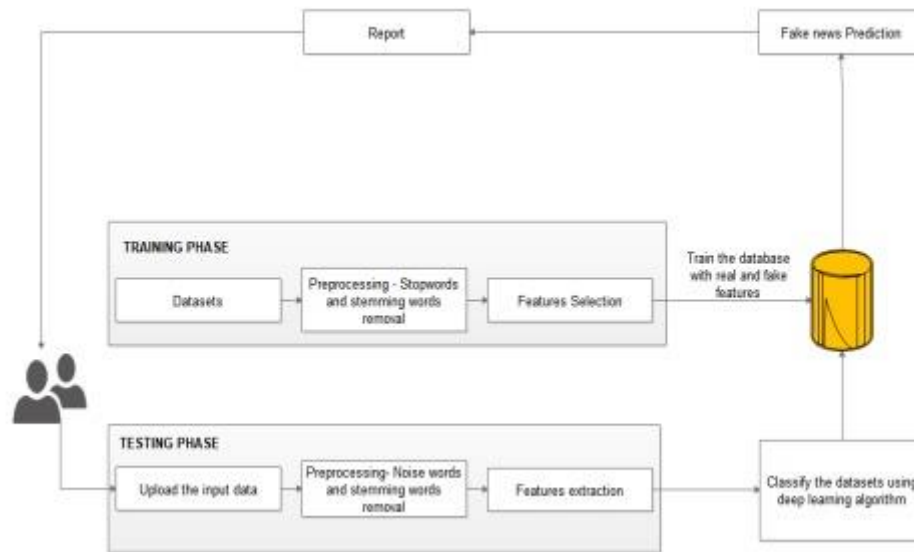 Report
Fake news Prediction
TRAINING PHASE
Datasets
Preprocessing - Stopwords
and stemming words
removal
Features Selection
Train the database
with real and fake
features
TESTING PHASE
Upload the input data
Preprocessing- Noise words
and stemming words
removal
Features extraction
Classify the datasets using
deep learning algorithm